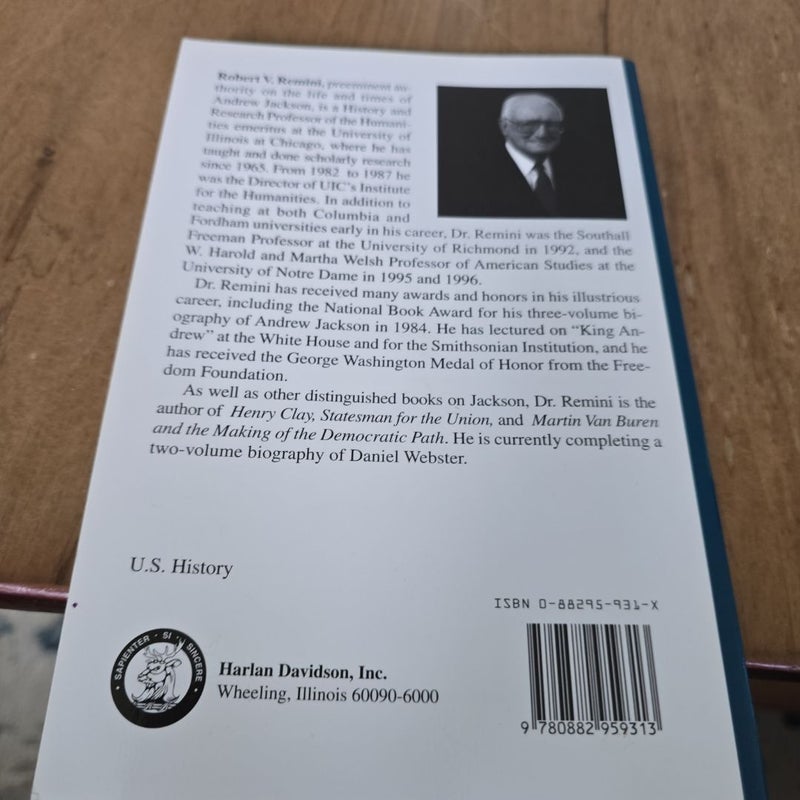 Robert V. Remini, preeminent au-
thority on the life and times of
Andrew Jackson, is a History and
Research Professor of the Humani-
ties emeritus at the University of
Illinois at Chicago, where he has
taught and done scholarly research
since 1965. From 1982 to 1987 he
was the Director of UIC's Institute
for the Humanities. In addition to
teaching at both Columbia and
Fordham universities early in his career, Dr. Remini was the Southall
Freeman Professor at the University of Richmond in 1992, and the
W. Harold and Martha Welsh Professor of American Studies at the
University of Notre Dame in 1995 and 1996.
Dr. Remini has received many awards and honors in his illustrious
career, including the National Book Award for his three-volume bi-
ography of Andrew Jackson in 1984. He has lectured on "King An-
drew" at the White House and for the Smithsonian Institution, and he
has received the George Washington Medal of Honor from the Free-
dom Foundation.
As well as other distinguished books on Jackson, Dr. Remini is the
author of Henry Clay, Statesman for the Union, and Martin Van Buren
and the Making of the Democratic Path. He is currently completing a
two-volume biography of Daniel Webster.
U.S. History
ISBN 0-88295-931-X
SAPIENTER · SI · SINCERE
Harlan Davidson, Inc.
Wheeling, Illinois 60090-6000
9 780882 959313